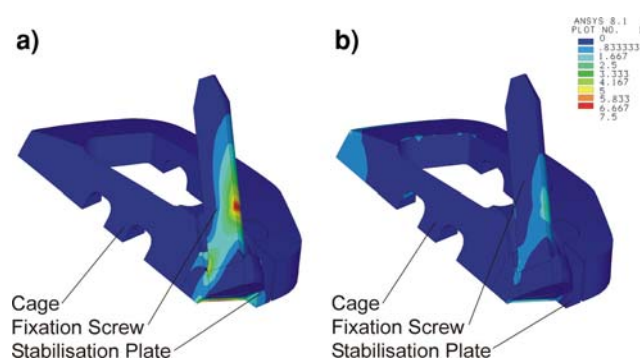 a)
b)
ANSYS 8.1
PLOT NO.
0
.833333
1.667
2.5
3.333
4.167
5
5.833
6.667
7.5
Cage
Fixation Screw
Stabilisation Plate
Cage
Fixation Screw
Stabilisation Plate